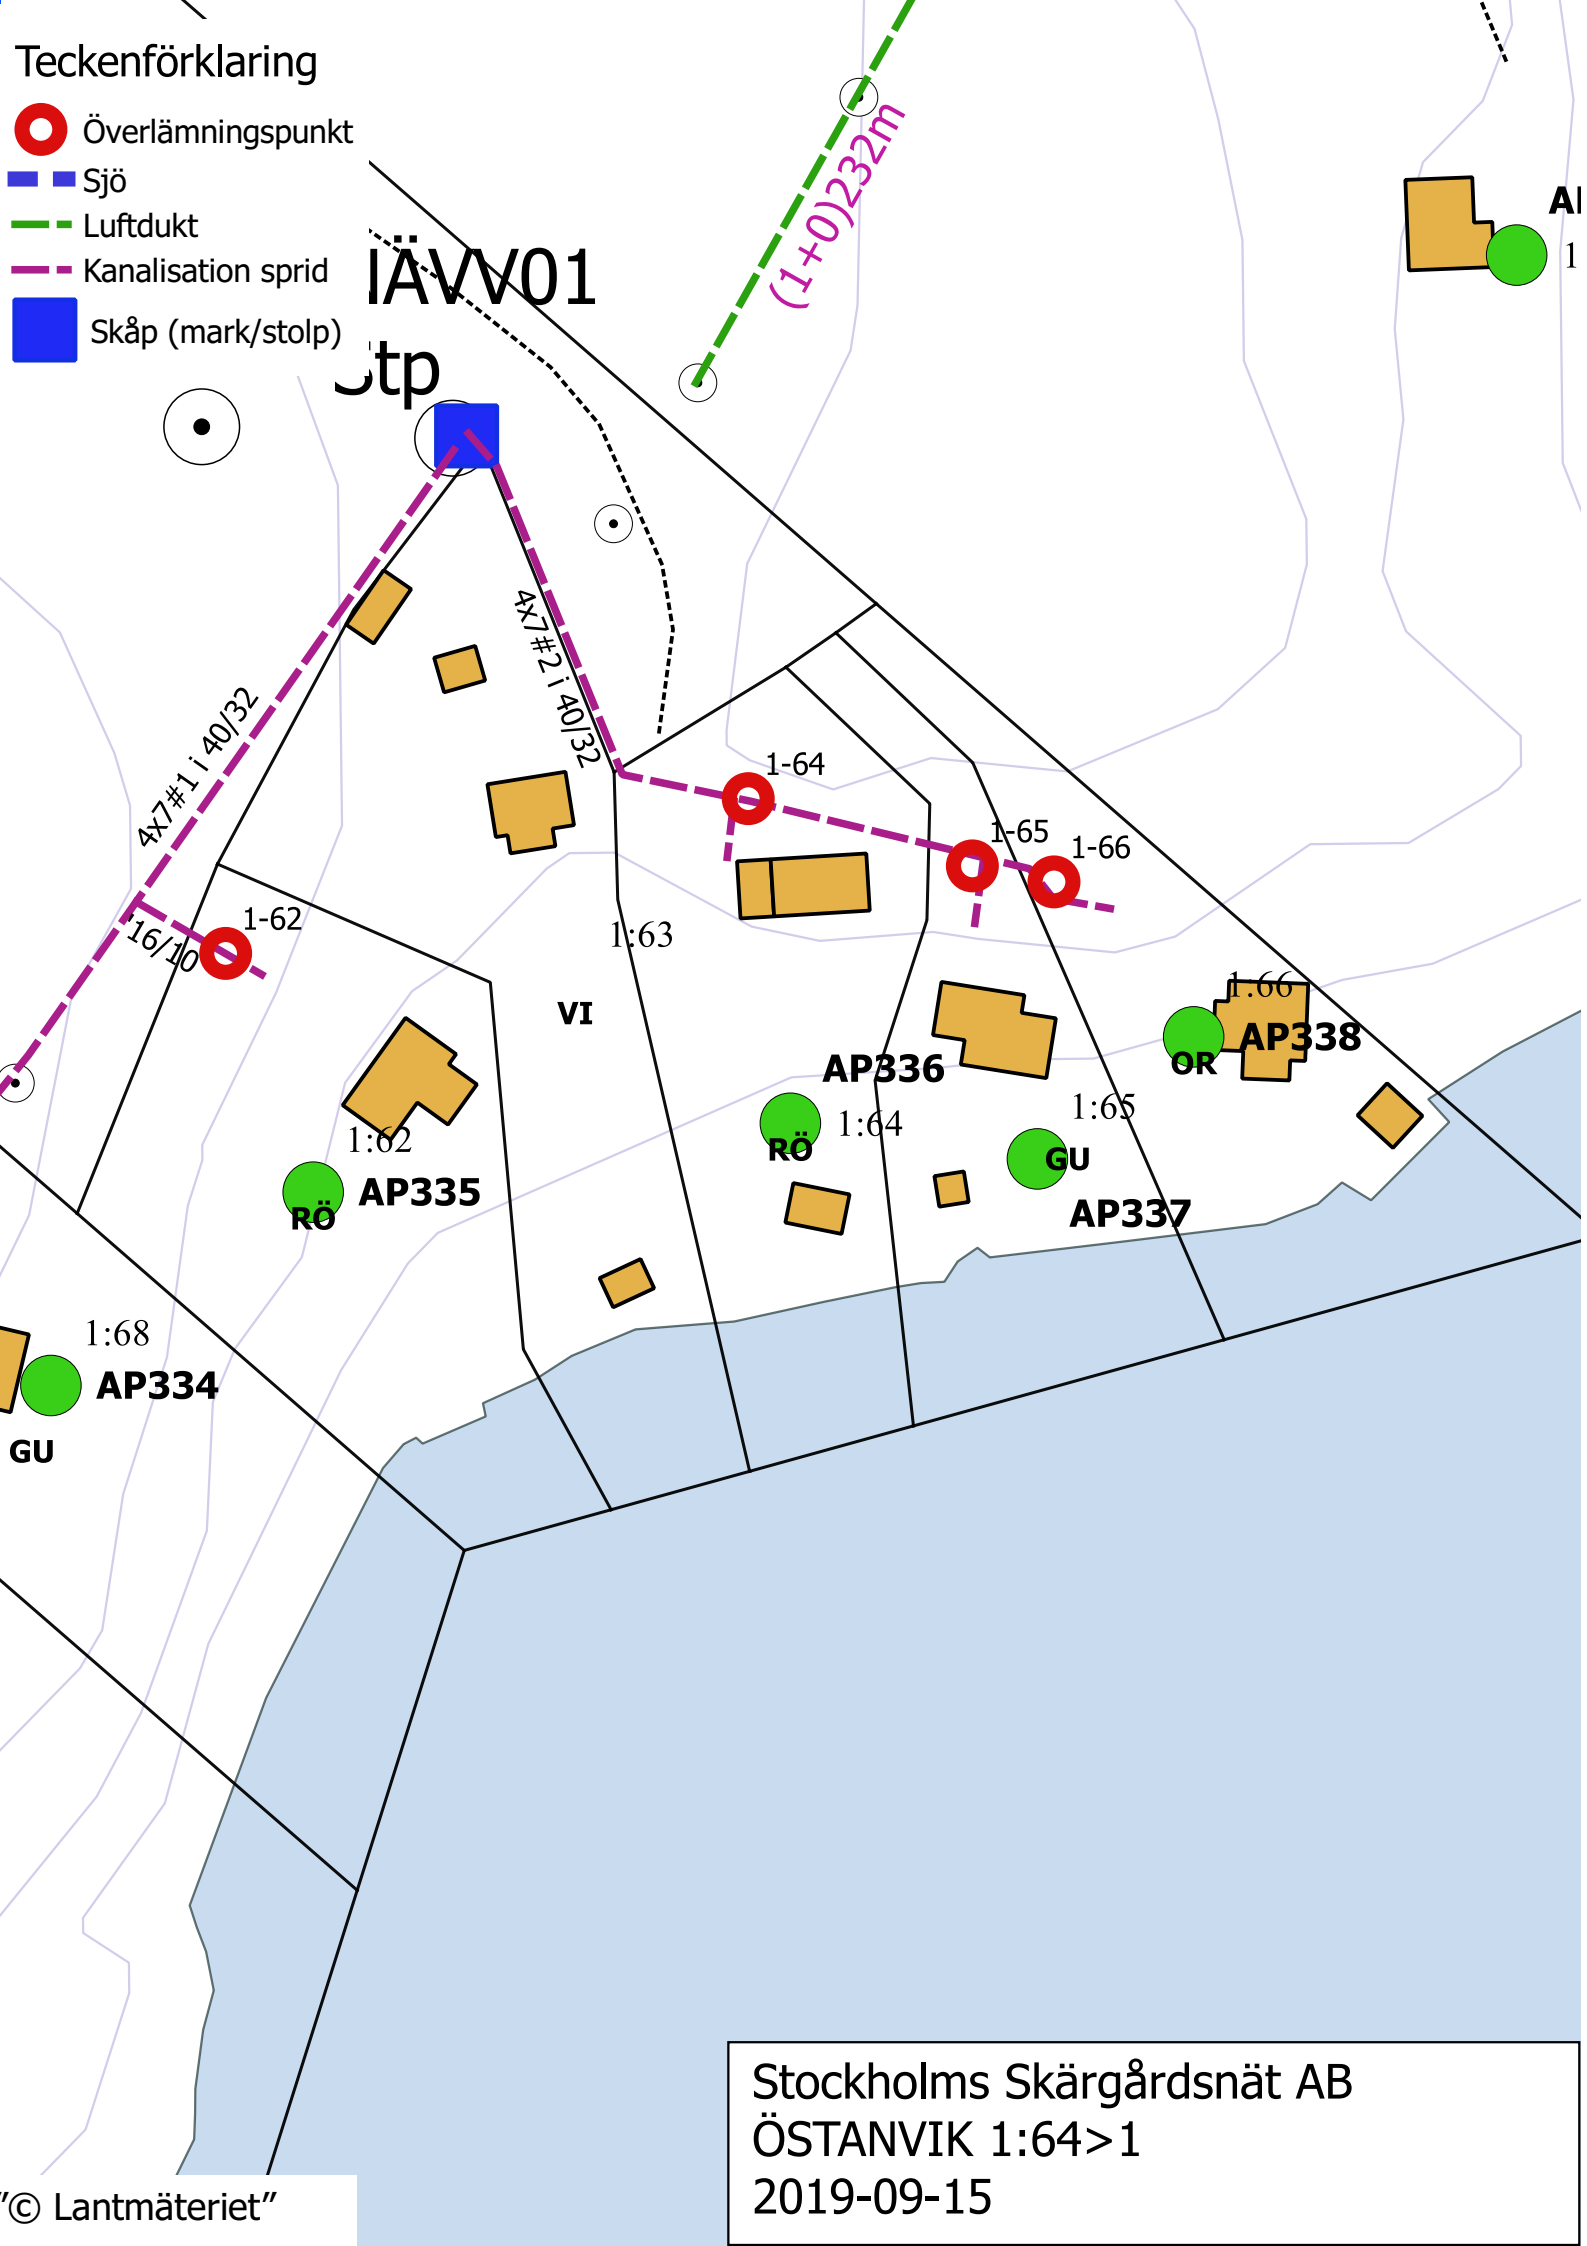 Teckenförklaring
Överlämningspunkt
Sjö
Luftdukt
Kanalisation sprid
Skåp (mark/stolp)
ÄVV01
tp
(1+0)232m
1
4x7#1 i 40/32
4x7#2 i 40/32
16/10
1-62
1-64
1-65
1-66
1:63
VI
1:62
RÖ
AP335
AP336
1:64
RÖ
1:65
GU
AP337
1:66
OR
AP338
1:68
AP334
GU
Stockholms Skärgårdsnät AB
ÖSTANVIK 1:64>1
2019-09-15
"© Lantmäteriet"